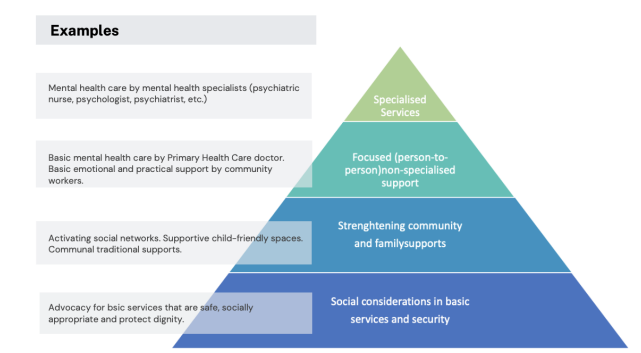 Examples
Mental health care by mental health specialists (psychiatric
nurse, psychologist, psychiatrist, etc.)
Specialised
Services
Basic mental health care by Primary Health Care doctor.
Basic emotional and practical support by community
workers.
Focused (person-to-
person)non-specialised
support
Activating social networks. Supportive child-friendly spaces.
Communal traditional supports.
Strenghtening community
and familysupports
Advocacy for bsic services that are safe, socially
appropriate and protect dignity.
Social considerations in basic
services and security